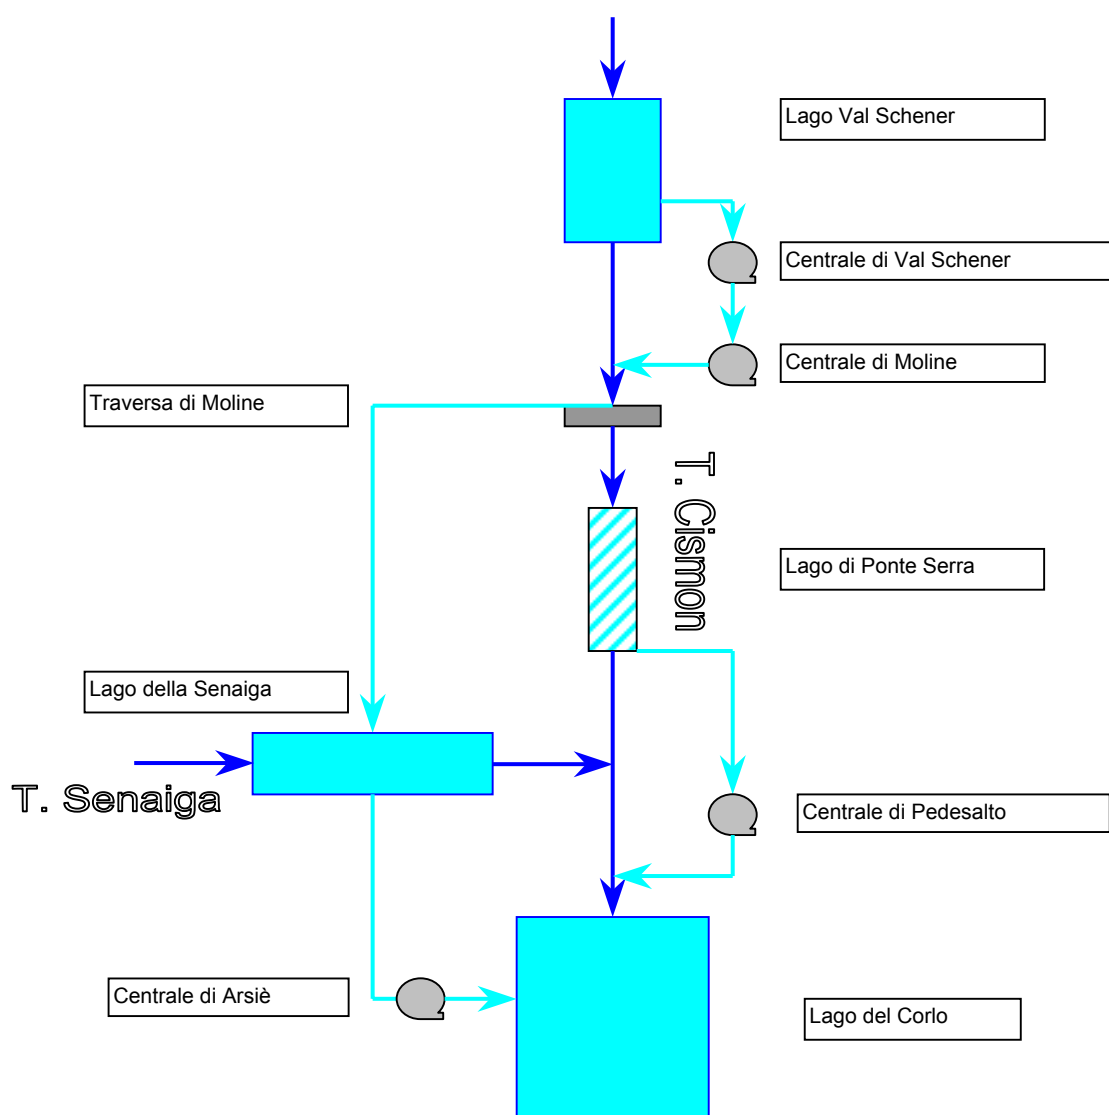 Lago Val Schener
Centrale di Val Schener
Centrale di Moline
Traversa di Moline
T. Cismon
Lago di Ponte Serra
Lago della Senaiga
T. Senaiga
Centrale di Pedesalto
Centrale di Arsiè
Lago del Corlo